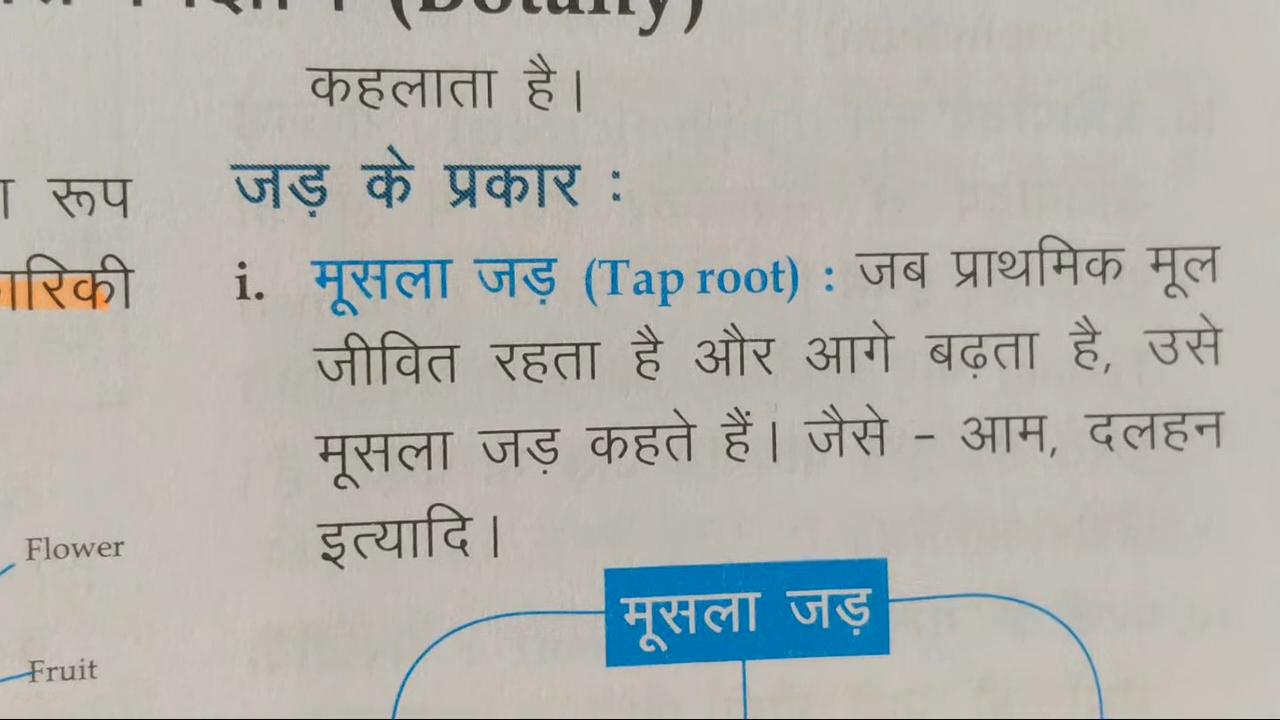 (Botany)
कहलाता है।
रूप
जड़ के प्रकार :
i. मूसला जड़ (Tap root) : जब प्राथमिक मूल
जीवित रहता है और आगे बढ़ता है, उसे
मूसला जड़ कहते हैं। जैसे - आम, दलहन
इत्यादि।
Flower
मूसला जड़
Fruit